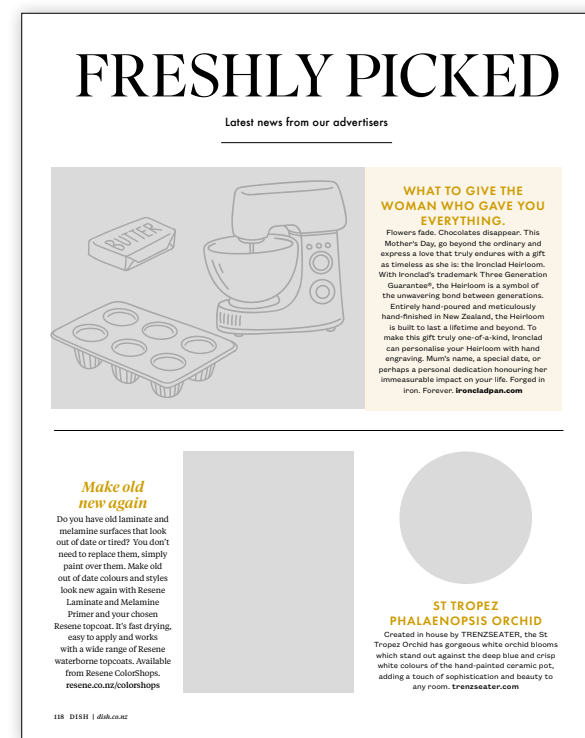 FRESHLY PICKED
Latest news from our advertisers
BUTTER
WHAT TO GIVE THE
WOMAN WHO GAVE YOU
EVERYTHING.
Flowers fade. Chocolates disappear. This
Mother's Day, go beyond the ordinary and
express a love that truly endures with a gift
as timeless as she is: the Ironclad Heirloom.
With Ironclad's trademark Three Generation
Guarantee®, the Heirloom is a symbol of
the unwavering bond between generations.
Entirely hand-poured and meticulously
hand-finished in New Zealand, the Heirloom
is built to last a lifetime and beyond. To
make this gift truly one-of-a-kind, Ironclad
can personalise your Heirloom with hand
engraving. Mum's name, a special date, or
perhaps a personal dedication honouring her
immeasurable impact on your life. Forged in
iron. Forever. ironcladpan.com
Make old
new again
Do you have old laminate and
melamine surfaces that look
out of date or tired? You don't
need to replace them, simply
paint over them. Make old
out of date colours and styles
look new again with Resene
Laminate and Melamine
Primer and your chosen
Resene topcoat. It's fast drying,
easy to apply and works
with a wide range of Resene
waterborne topcoats. Available
from Resene ColorShops.
resene.co.nz/colorshops
ST TROPEZ
PHALAENOPSIS ORCHID
Created in house by TRENZSEATER, the St
Tropez Orchid has gorgeous white orchid blooms
which stand out against the deep blue and crisp
white colours of the hand-painted ceramic pot,
adding a touch of sophistication and beauty to
any room. trenzseater.com
118 DISH | dish.co.nz